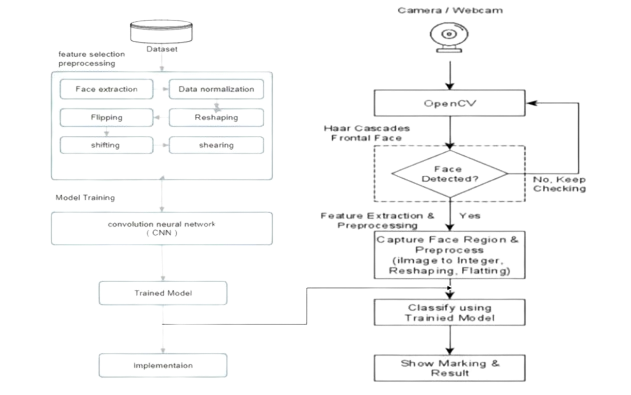 Dataset
feature selection
preprocessing
Face extraction
Data normalization
Flipping
Reshaping
shifting
shearing
Model Training
convolution neural network
( CNN )
Trained Model
Implementaion
Camera / Webcam
OpenCV
Haar Cascades
Frontal Face
Face
Detected?
No, Keep
Checking
Feature Extraction &
Preprocessing
Yes
Capture Face Region &
Preprocess
(iImage to Integer,
Reshaping, Flatting)
Classify using
Trainied Model
Show Marking &
Result